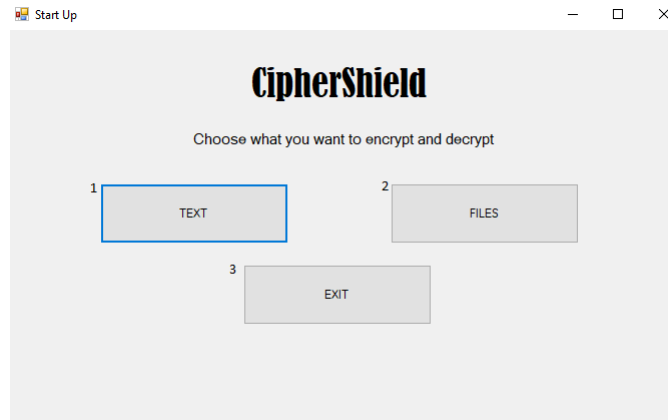 Start Up
CipherShield
Choose what you want to encrypt and decrypt
1 TEXT
2 FILES
3 EXIT